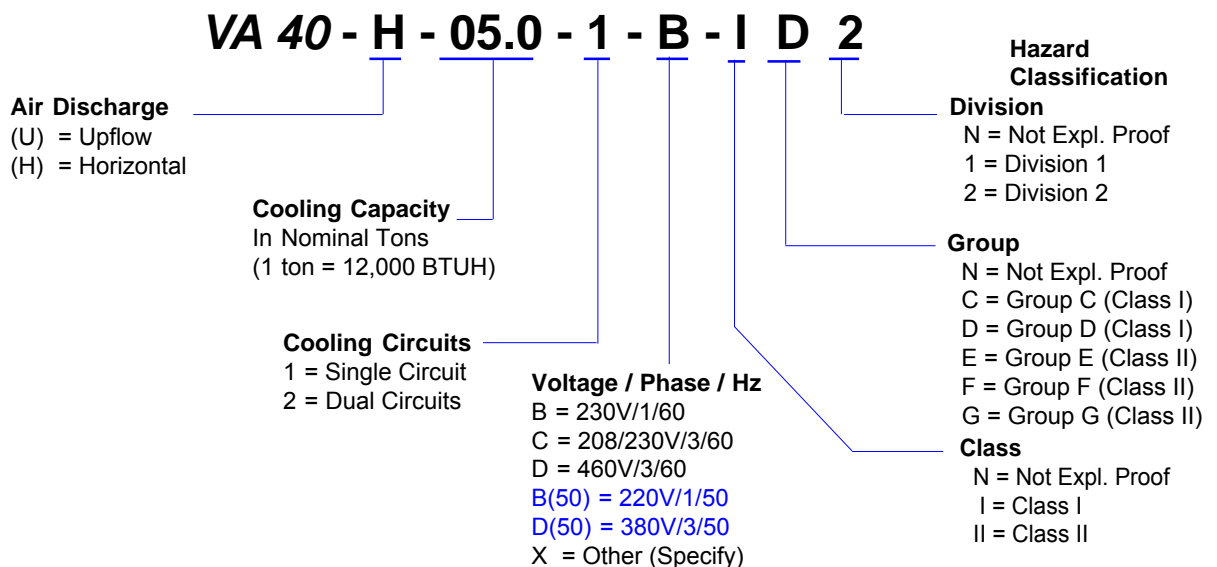 VA 40 - H - 05.0 - 1 - B - I D 2
Air Discharge
(U) = Upflow
(H) = Horizontal
Cooling Capacity
In Nominal Tons
(1 ton = 12,000 BTUH)
Cooling Circuits
1 = Single Circuit
2 = Dual Circuits
Voltage / Phase / Hz
B = 230V/1/60
C = 208/230V/3/60
D = 460V/3/60
B(50) = 220V/1/50
D(50) = 380V/3/50
X = Other (Specify)
Hazard
Classification
Division
N = Not Expl. Proof
1 = Division 1
2 = Division 2
Group
N = Not Expl. Proof
C = Group C (Class I)
D = Group D (Class I)
E = Group E (Class II)
F = Group F (Class II)
G = Group G (Class II)
Class
N = Not Expl. Proof
I = Class I
II = Class II